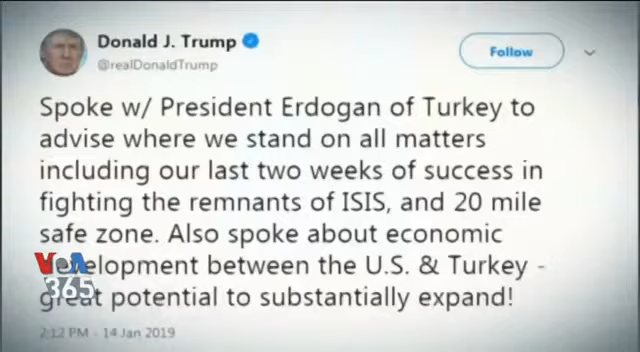 Donald J. Trump
Follow
@realDonaldTrump
Spoke w/ President Erdogan of Turkey to
advise where we stand on all matters
including our last two weeks of success in
fighting the remnants of ISIS, and 20 mile
safe zone. Also spoke about economic
development between the U.S. & Turkey -
great potential to substantially expand!
VOA
365
2:12 PM - 14 Jan 2019